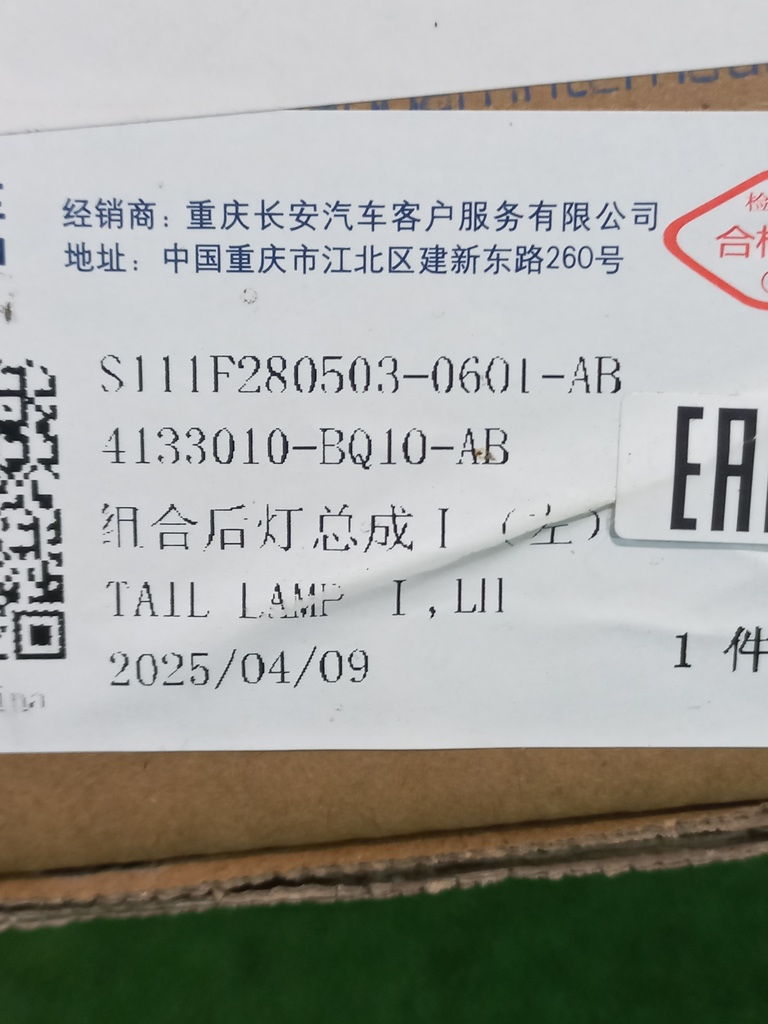 经销商：重庆长安汽车客户服务有限公司
地址：中国重庆市江北区建新东路260号
合格
S111F280503-0601-AB
4133010-BQ10-AB
EAC
组合后灯总成Ⅰ（左）
TAIL LAMP Ⅰ,LH
2025/04/09
1 件